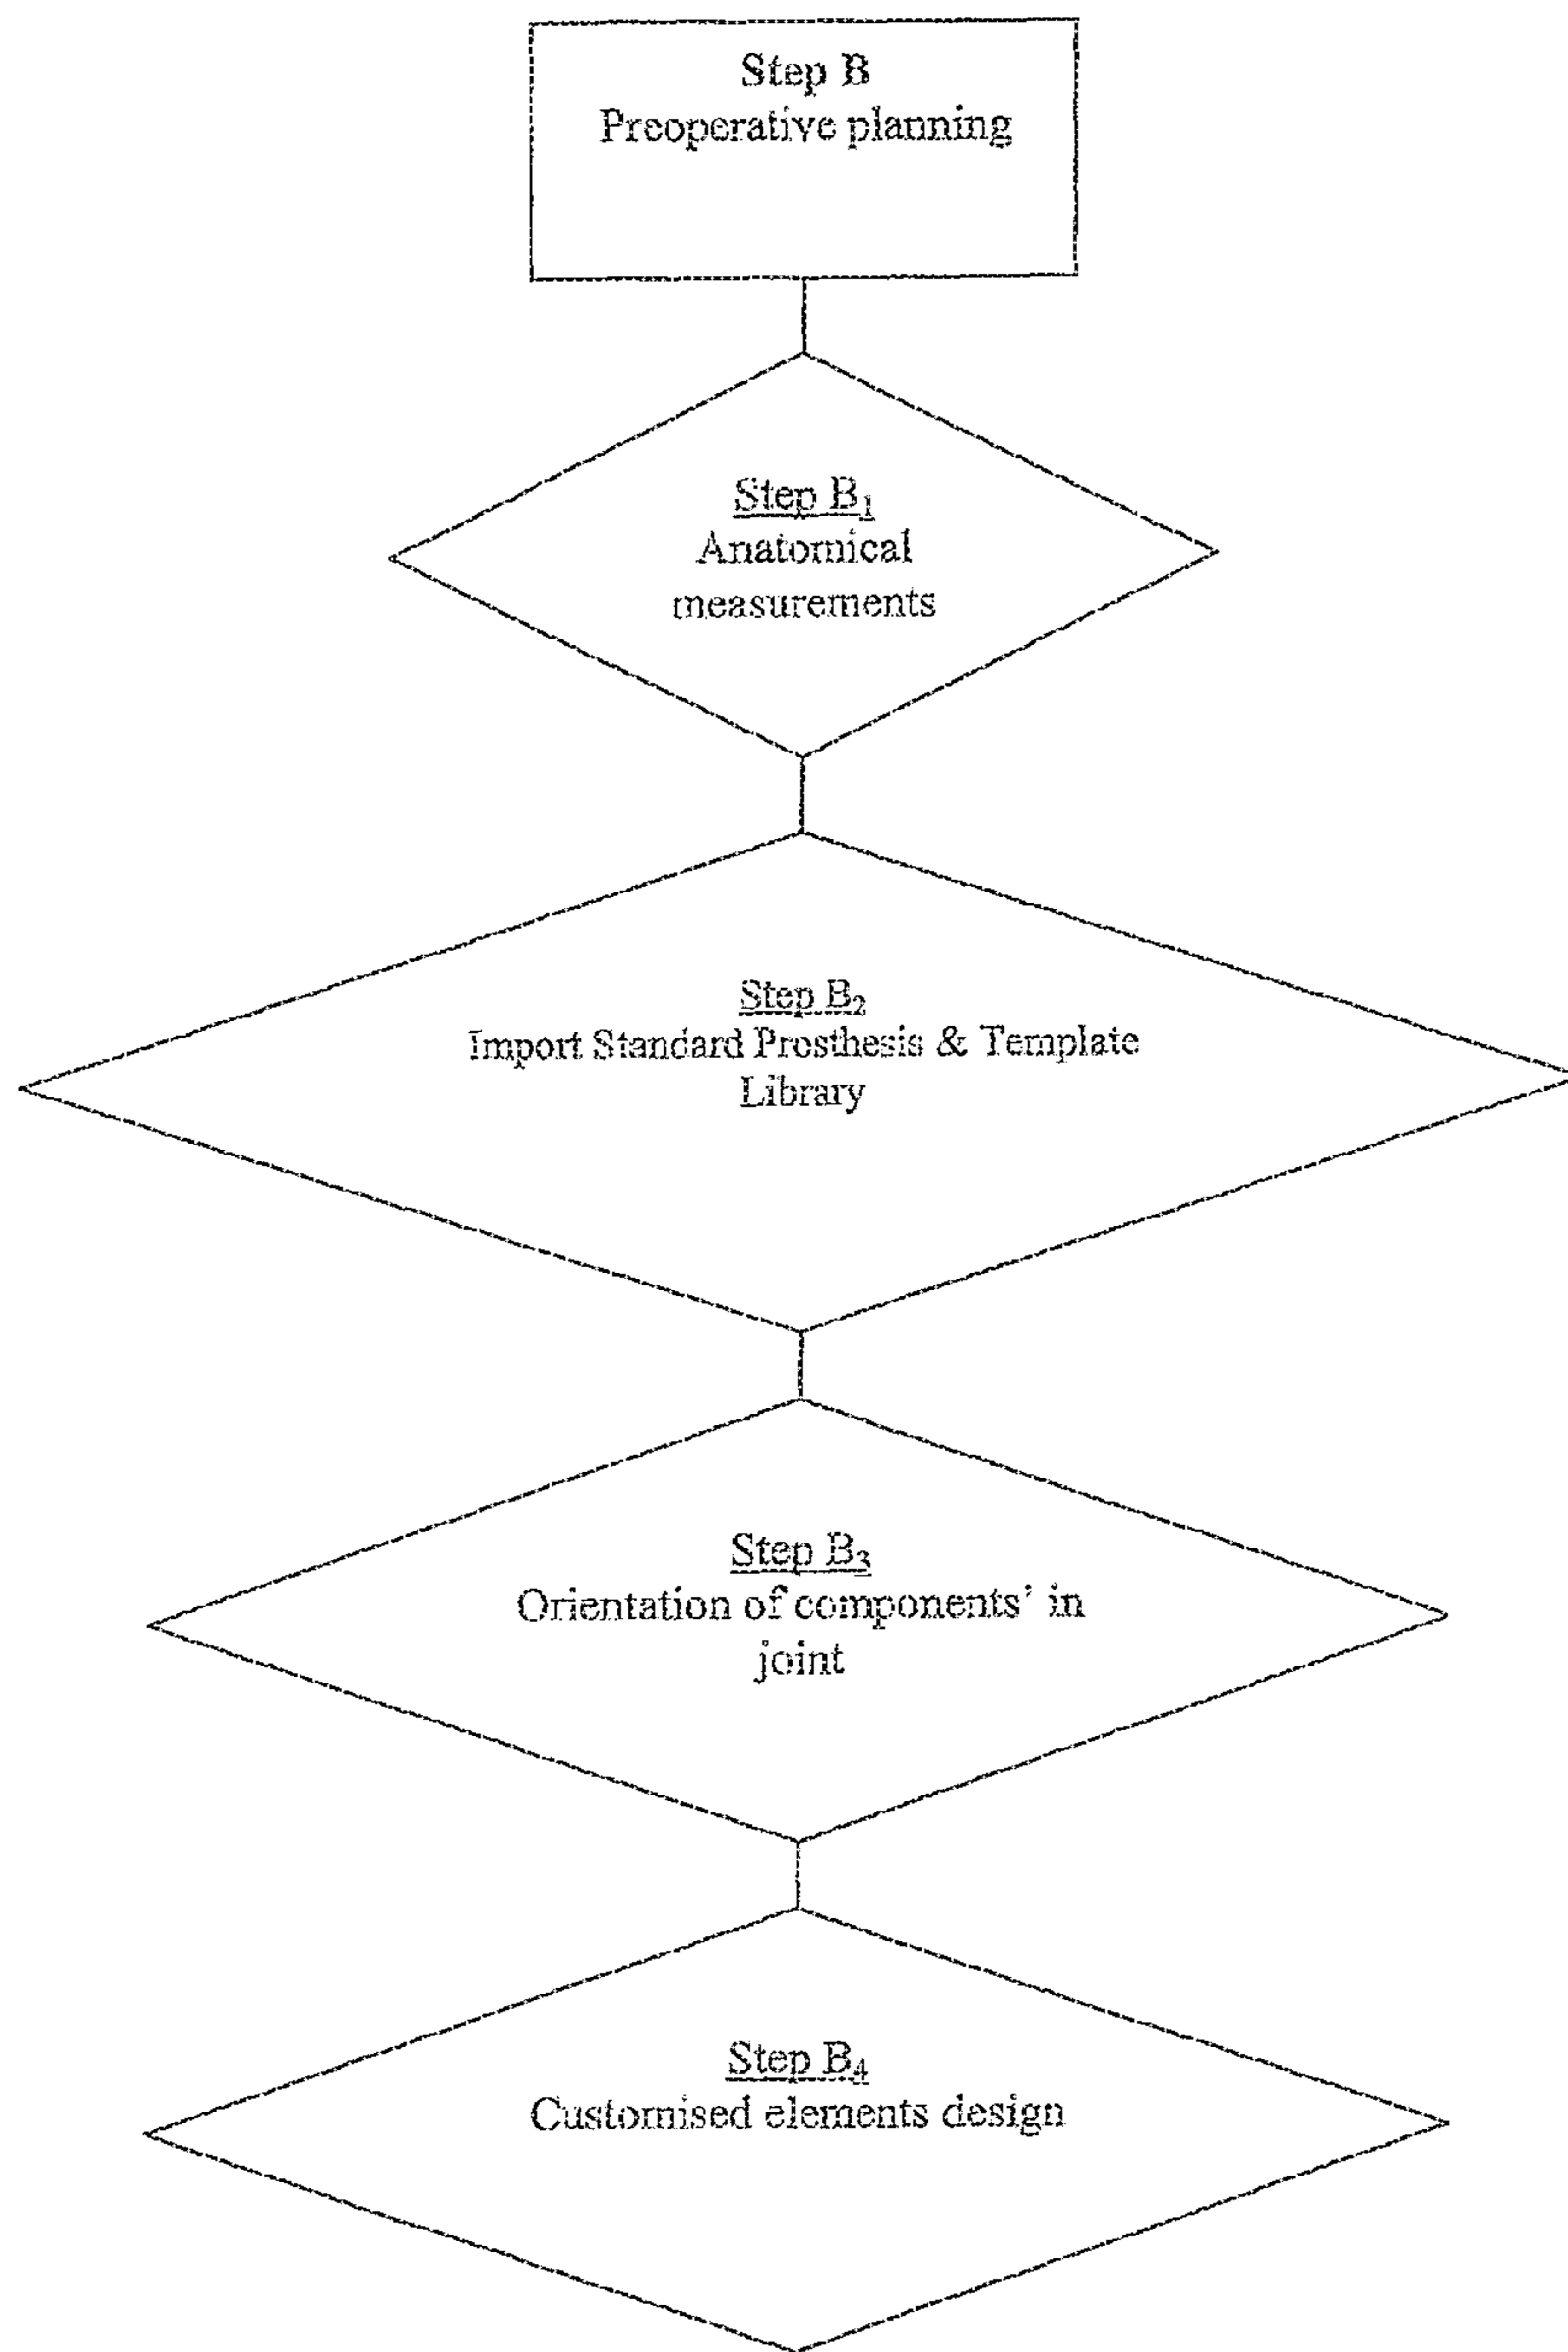 Step B
Preoperative planning
Step B₁
Anatomical
measurements
Step B₂
Import Standard Prosthesis & Template
Library
Step B₃
Orientation of components' in
joint
Step B₄
Customised elements design